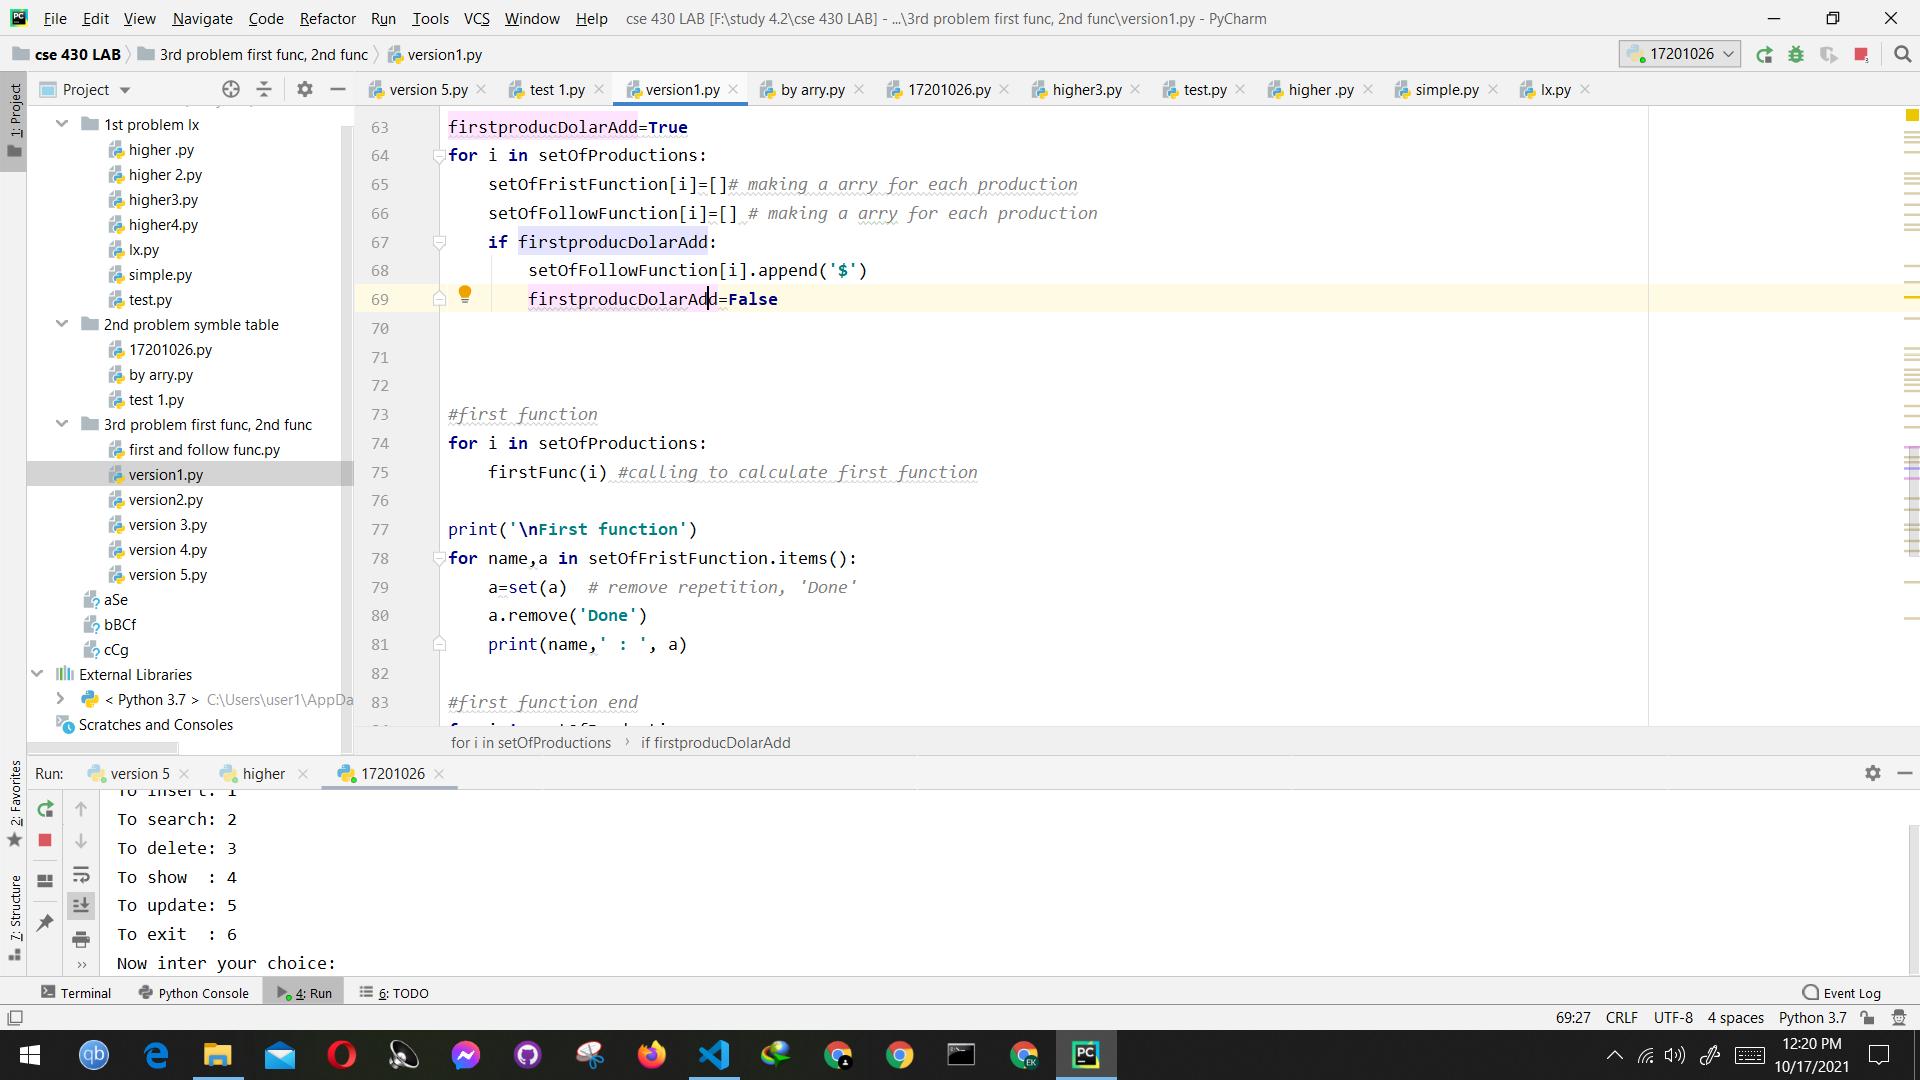 File Edit View Navigate Code Refactor Run Tools VCS Window Help cse 430 LAB [F:\study 4.2\cse 430 LAB] - ...\3rd problem first func, 2nd func\version1.py - PyCharm
cse 430 LAB 3rd problem first func, 2nd func version1.py 17201026
1: Project
Project
version 5.py test 1.py version1.py by arry.py 17201026.py higher3.py test.py higher .py simple.py lx.py
1st problem lx
higher .py
higher 2.py
higher3.py
higher4.py
lx.py
simple.py
test.py
2nd problem symble table
17201026.py
by arry.py
test 1.py
3rd problem first func, 2nd func
first and follow func.py
version1.py
version2.py
version 3.py
version 4.py
version 5.py
aSe
bBCf
cCg
External Libraries
< Python 3.7 > C:\Users\user1\AppDa
Scratches and Consoles
63 firstproducDolarAdd=True
64 for i in setOfProductions:
65 setOfFristFunction[i]=[]# making a arry for each production
66 setOfFollowFunction[i]=[] # making a arry for each production
67 if firstproducDolarAdd:
68 setOfFollowFunction[i].append('$')
69 firstproducDolarAdd=False
70
71
72
73 #first function
74 for i in setOfProductions:
75 firstFunc(i) #calling to calculate first function
76
77 print('\nFirst function')
78 for name,a in setOfFristFunction.items():
79 a=set(a) # remove repetition, 'Done'
80 a.remove('Done')
81 print(name,' : ', a)
82
83 #first function end
for i in setOfProductions if firstproducDolarAdd
2: Favorites
7: Structure
Run: version 5 higher 17201026
To insert: 1
To search: 2
To delete: 3
To show : 4
To update: 5
To exit : 6
Now inter your choice:
Terminal Python Console 4: Run 6: TODO Event Log
69:27 CRLF UTF-8 4 spaces Python 3.7
12:20 PM
10/17/2021